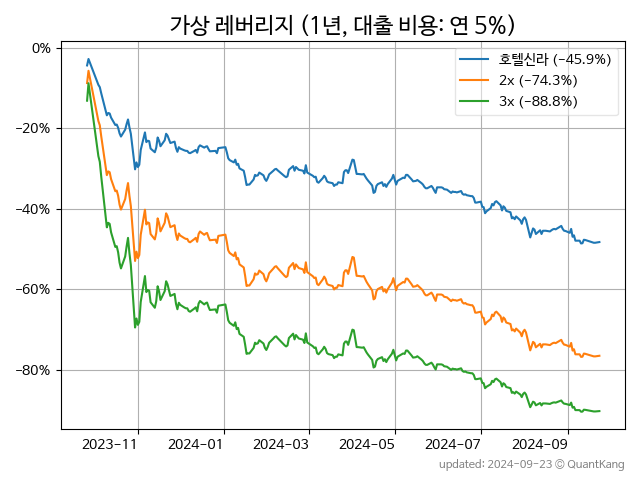 가상 레버리지 (1년, 대출 비용: 연 5%)
호텔신라 (−45.9%)
2x (−74.3%)
3x (−88.8%)
0%
−20%
−40%
−60%
−80%
2023−11 2024−01 2024−03 2024−05 2024−07 2024−09
updated: 2024-09-23 © QuantKang